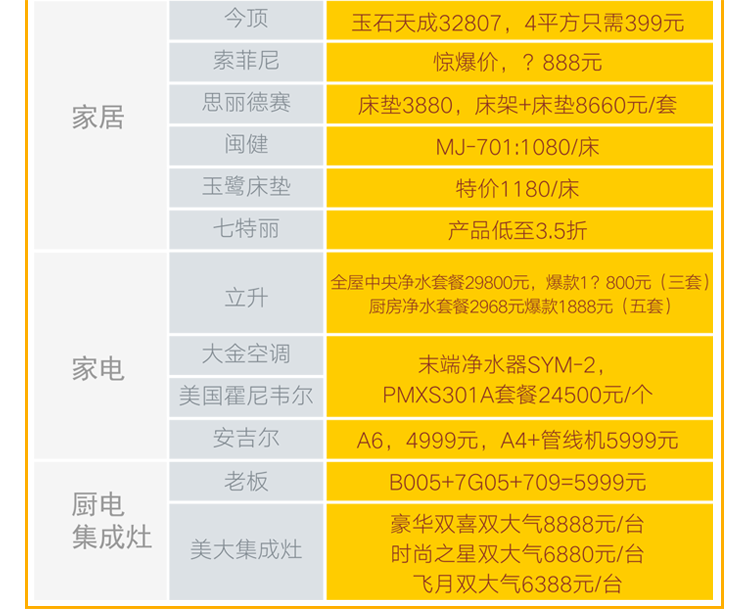 家居
今顶
玉石天成32807，4平方只需399元
索菲尼
惊爆价，？888元
思丽德赛
床垫3880，床架+床垫8660元/套
闽健
MJ-701:1080/床
玉鹭床垫
特价1180/床
七特丽
产品低至3.5折
家电
立升
全屋中央净水套餐29800元，爆款1？800元（三套）
厨房净水套餐2968元爆款1888元（五套）
大金空调
美国霍尼韦尔
末端净水器SYM-2，
PMXS301A套餐24500元/个
安吉尔
A6，4999元，A4+管线机5999元
厨电
集成灶
老板
B005+7G05+709=5999元
美大集成灶
豪华双喜双大气8888元/台
时尚之星双大气6880元/台
飞月双大气6388元/台